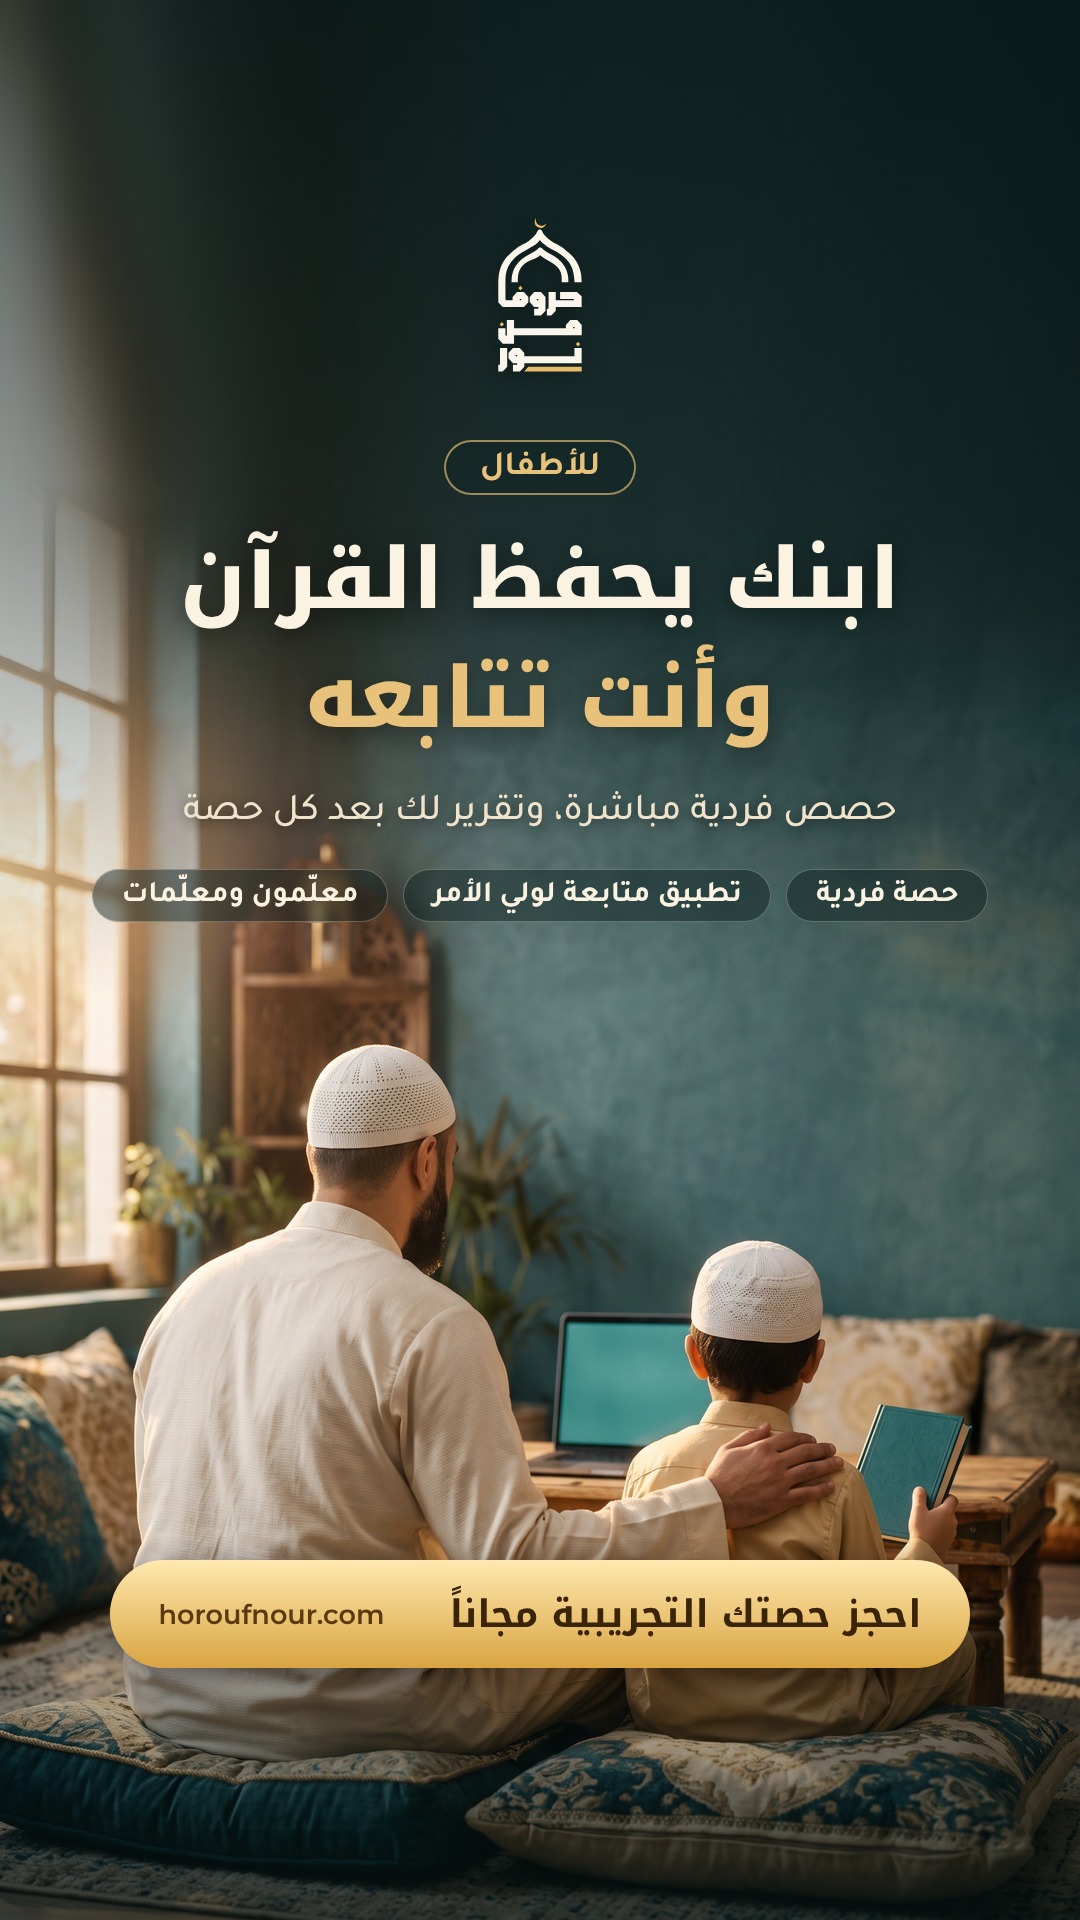 حروف
من
نور
للأطفال
ابنك يحفظ القرآن
وأنت تتابعه
حصص فردية مباشرة، وتقرير لك بعد كل حصة
حصة فردية
تطبيق متابعة لولي الأمر
معلّمون ومعلّمات
احجز حصتك التجريبية مجاناً
horoufnour.com